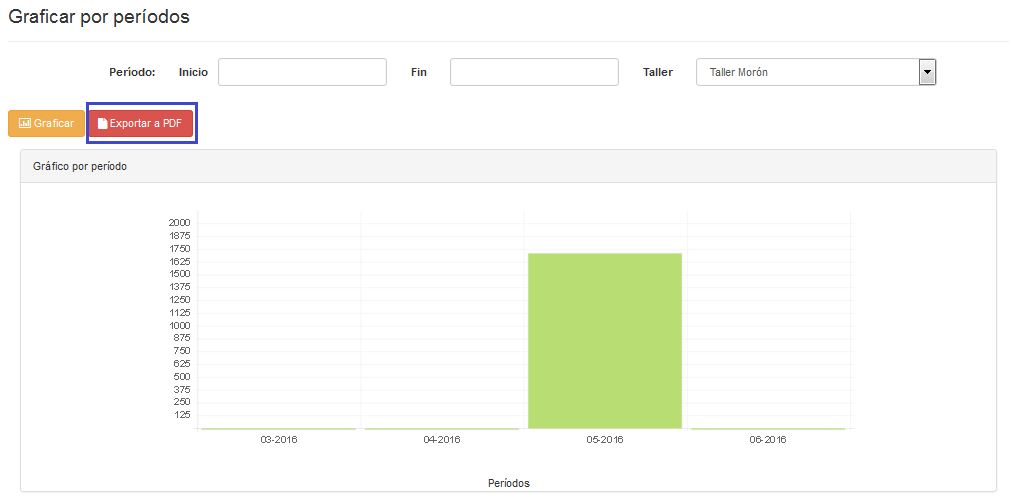 Graficar por períodos
Período: Inicio Fin Taller Taller Morón
Graficar Exportar a PDF
Gráfico por período
2000
1875
1750
1625
1500
1375
1250
1125
1000
875
750
625
500
375
250
125
03-2016 04-2016 05-2016 06-2016
Períodos